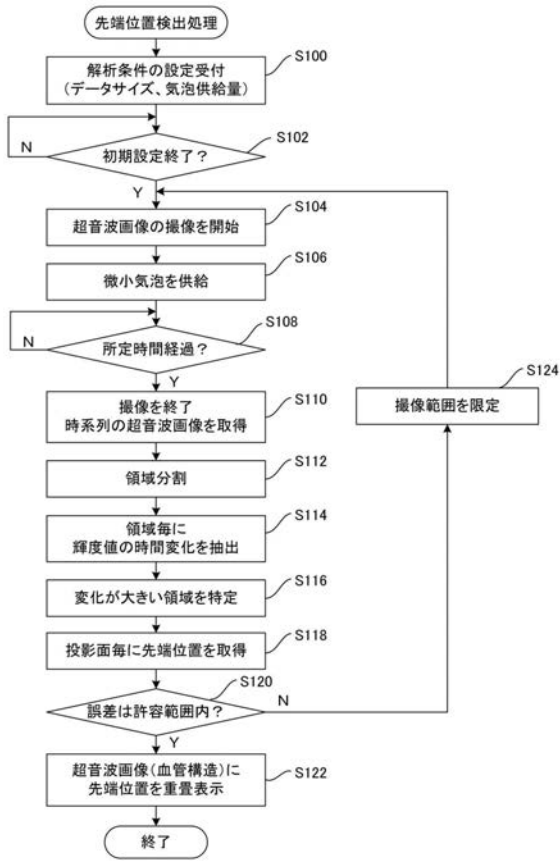 先端位置検出処理
S100
解析条件の設定受付
(データサイズ、気泡供給量)
S102
N
初期設定終了?
Y
S104
超音波画像の撮像を開始
S106
微小気泡を供給
S108
N
所定時間経過?
Y
S124
撮像範囲を限定
S110
撮像を終了
時系列の超音波画像を取得
S112
領域分割
S114
領域毎に
輝度値の時間変化を抽出
S116
変化が大きい領域を特定
S118
投影面毎に先端位置を取得
S120
誤差は許容範囲内?
N
Y
S122
超音波画像(血管構造)に
先端位置を重畳表示
終了